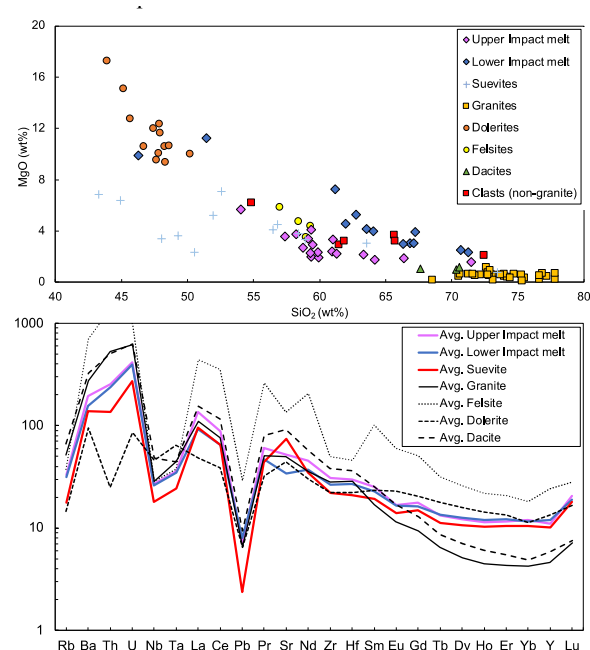 20
16
12
8
4
0
MgO (wt%)
Upper Impact melt
Lower Impact melt
Suevites
Granites
Dolerites
Felsites
Dacites
Clasts (non-granite)
40 45 50 55 60 65 70 75 80
SiO2 (wt%)
1000
100
10
1
Avg. Upper Impact melt
Avg. Lower Impact melt
Avg. Suevite
Avg. Granite
Avg. Felsite
Avg. Dolerite
Avg. Dacite
Rb Ba Th U Nb Ta La Ce Pb Pr Sr Nd Zr Hf Sm Eu Gd Tb Dy Ho Er Yb Y Lu